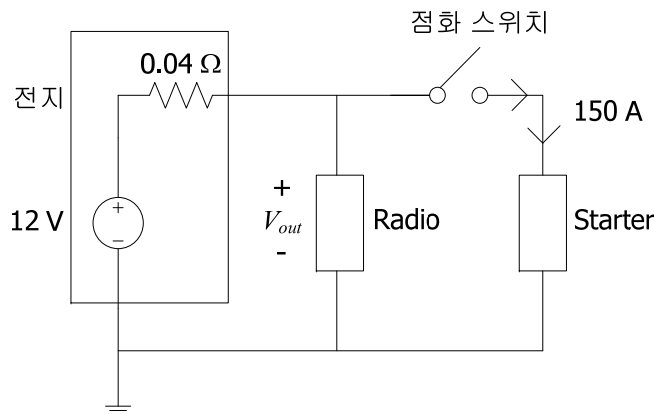 점화 스위치
0.04 Ω
전지
150 A
+
12 V
+
−
V_out
-
Radio
Starter